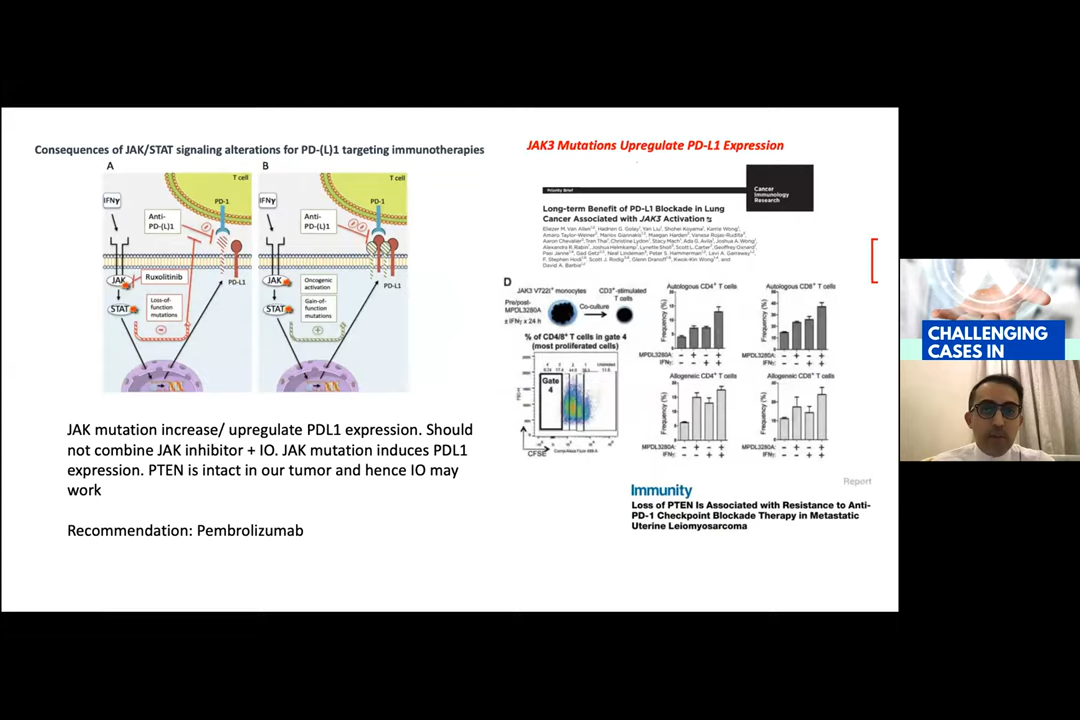 Consequences of JAK/STAT signaling alterations for PD-(L)1 targeting immunotherapies
A
B
T cell
IFNγ
PD-1
Anti-
PD-(L)1
JAK
Ruxolitinib
PD-L1
STAT
Loss-of-
function
mutations
T cell
IFNγ
PD-1
Anti-
PD-(L)1
JAK
Oncogenic
activation
PD-L1
STAT
Gain-of-
function
mutations
JAK mutation increase/ upregulate PDL1 expression. Should
not combine JAK inhibitor + IO. JAK mutation induces PDL1
expression. PTEN is intact in our tumor and hence IO may
work
Recommendation: Pembrolizumab
JAK3 Mutations Upregulate PD-L1 Expression
Priority Brief
Cancer
Immunology
Research
Long-term Benefit of PD-L1 Blockade in Lung
Cancer Associated with JAK3 Activation
D
JAK3 V722I⁺ monocytes
CD3⁺-stimulated
T cells
Pre/post-
MPDL3280A
± IFNγ x 24 h
Co-culture
% of CD4/8⁺ T cells in gate 4
(most proliferated cells)
Gate
4
CFSE
Autologous CD4⁺ T cells
Frequency (%)
MPDL3280A: - + - +
IFNγ: - - + +
Autologous CD8⁺ T cells
Frequency (%)
MPDL3280A: - + - +
IFNγ: - - + +
Allogeneic CD4⁺ T cells
Frequency (%)
MPDL3280A: - + - +
IFNγ: - - + +
Allogeneic CD8⁺ T cells
Frequency (%)
MPDL3280A: - + - +
IFNγ: - - + +
Report
Immunity
Loss of PTEN Is Associated with Resistance to Anti-
PD-1 Checkpoint Blockade Therapy in Metastatic
Uterine Leiomyosarcoma
CHALLENGING
CASES IN